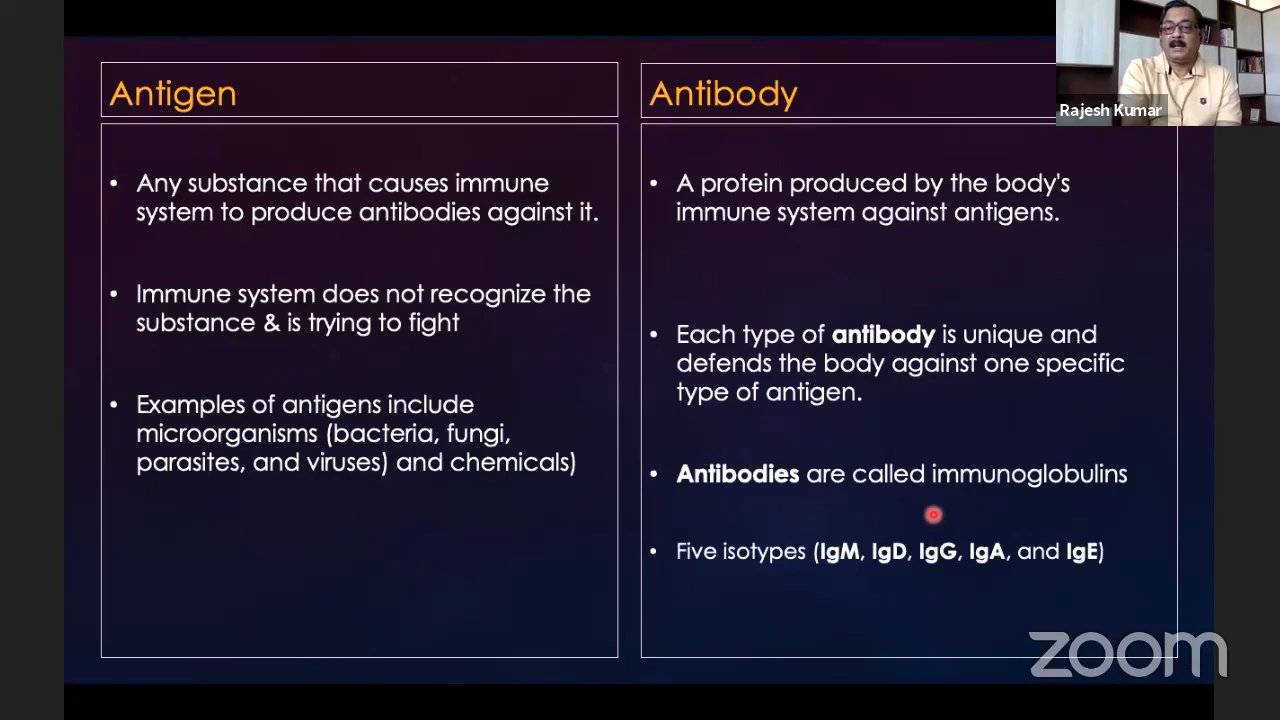 Antigen
• Any substance that causes immune
system to produce antibodies against it.
• Immune system does not recognize the
substance & is trying to fight
• Examples of antigens include
microorganisms (bacteria, fungi,
parasites, and viruses) and chemicals)
Antibody
• A protein produced by the body's
immune system against antigens.
• Each type of antibody is unique and
defends the body against one specific
type of antigen.
• Antibodies are called immunoglobulins
• Five isotypes (IgM, IgD, IgG, IgA, and IgE)
Rajesh Kumar
zoom